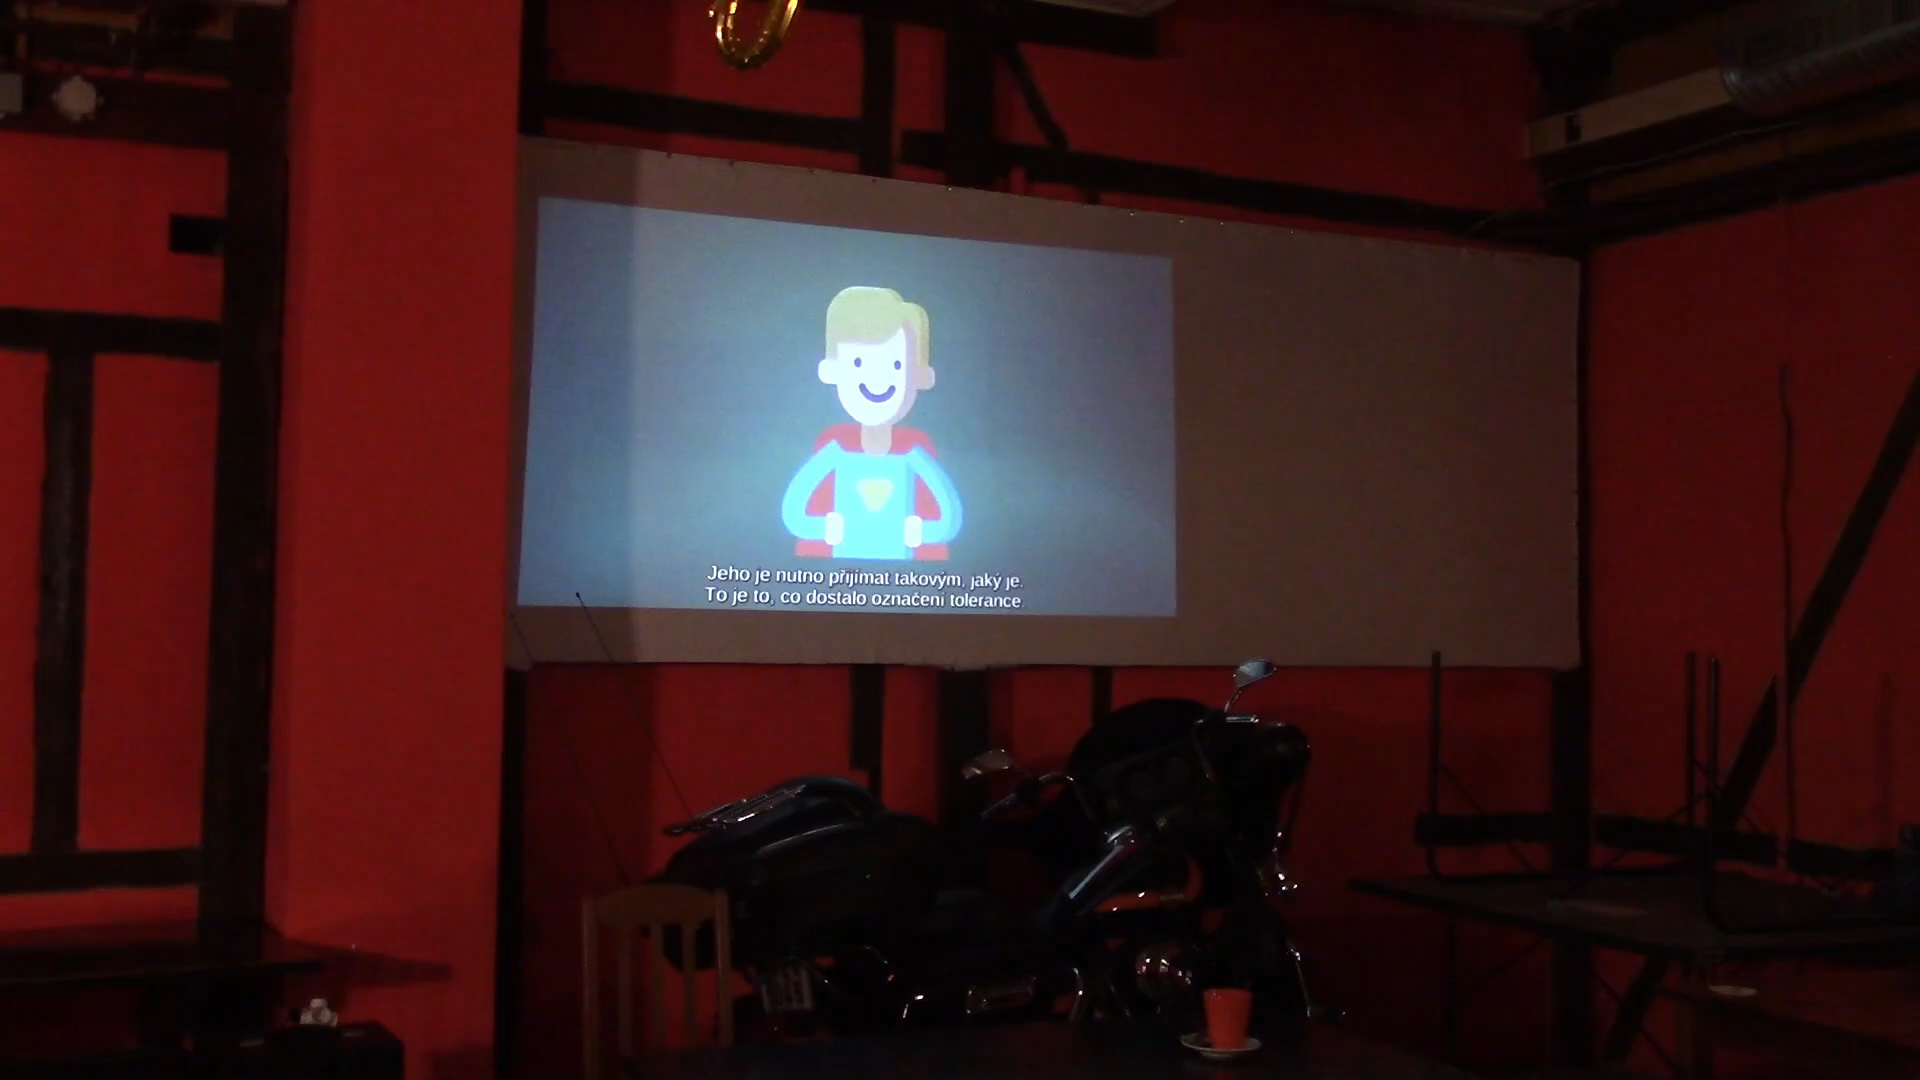 Jeho je nutno přijímat takovým, jaký je.
To je to, co dostalo označení tolerance.